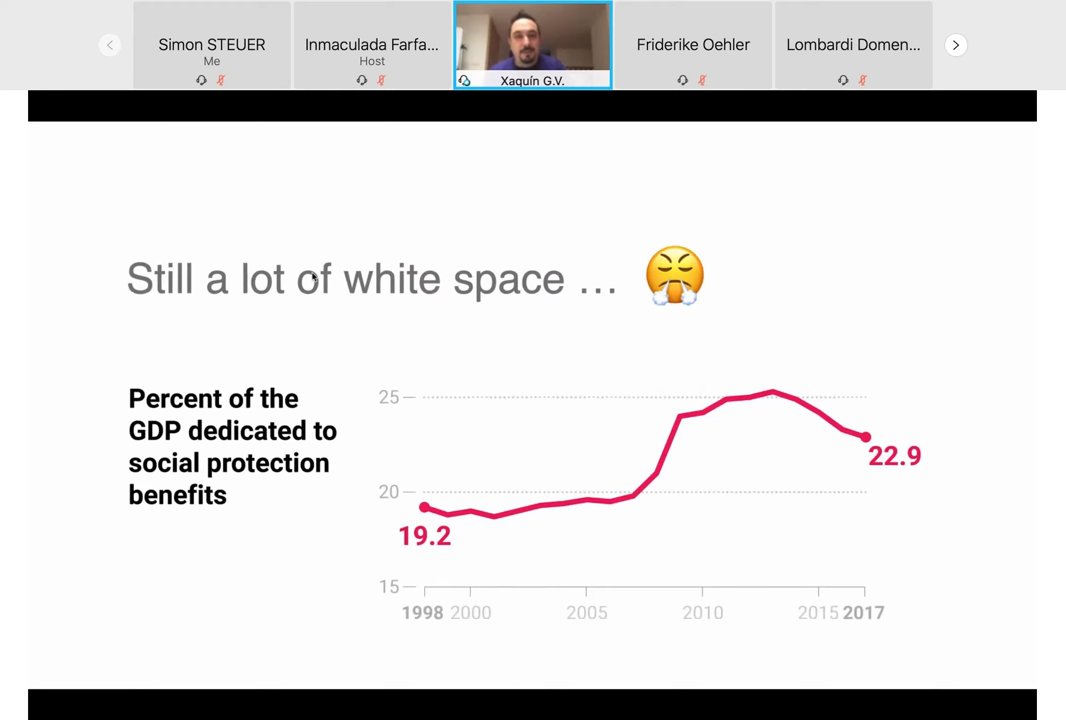 Simon STEUER
Me
Inmaculada Farfa...
Host
Xaquín G.V.
Friderike Oehler
Lombardi Domen...
Still a lot of white space ...
Percent of the
GDP dedicated to
social protection
benefits
25
20
15
19.2
22.9
1998 2000 2005 2010 2015 2017